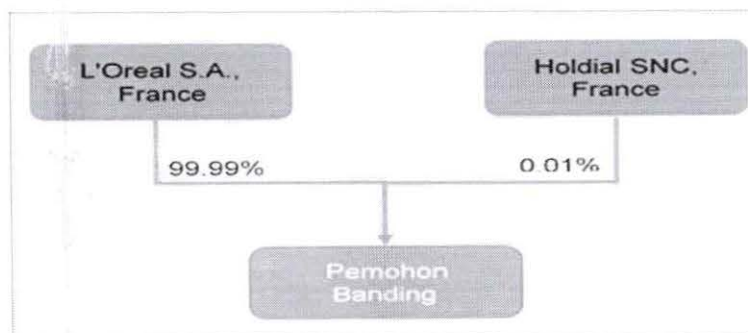 L'Oreal S.A.,
France
Holdial SNC,
France
99.99%
0.01%
Pemohon
Banding